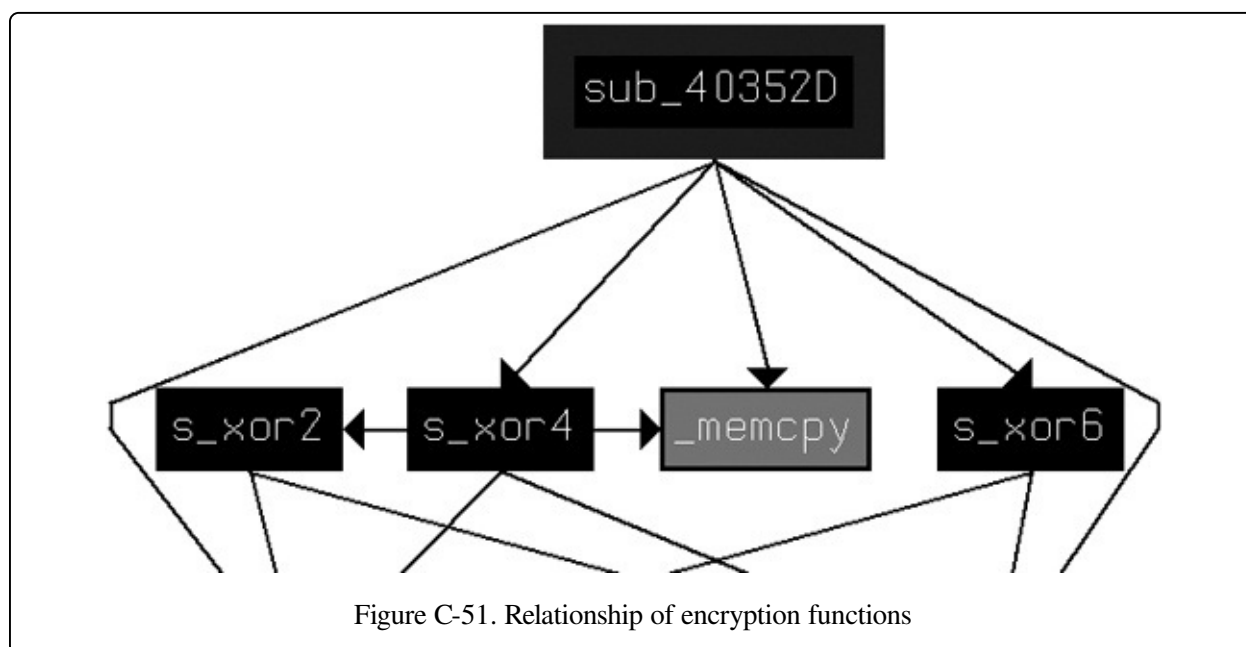 sub_40352D
s_xor2
s_xor4
_memcpy
s_xor6
Figure C-51. Relationship of encryption functions